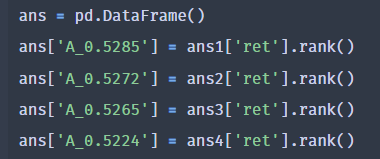 ans = pd.DataFrame()
ans['A_0.5285'] = ans1['ret'].rank()
ans['A_0.5272'] = ans2['ret'].rank()
ans['A_0.5265'] = ans3['ret'].rank()
ans['A_0.5224'] = ans4['ret'].rank()